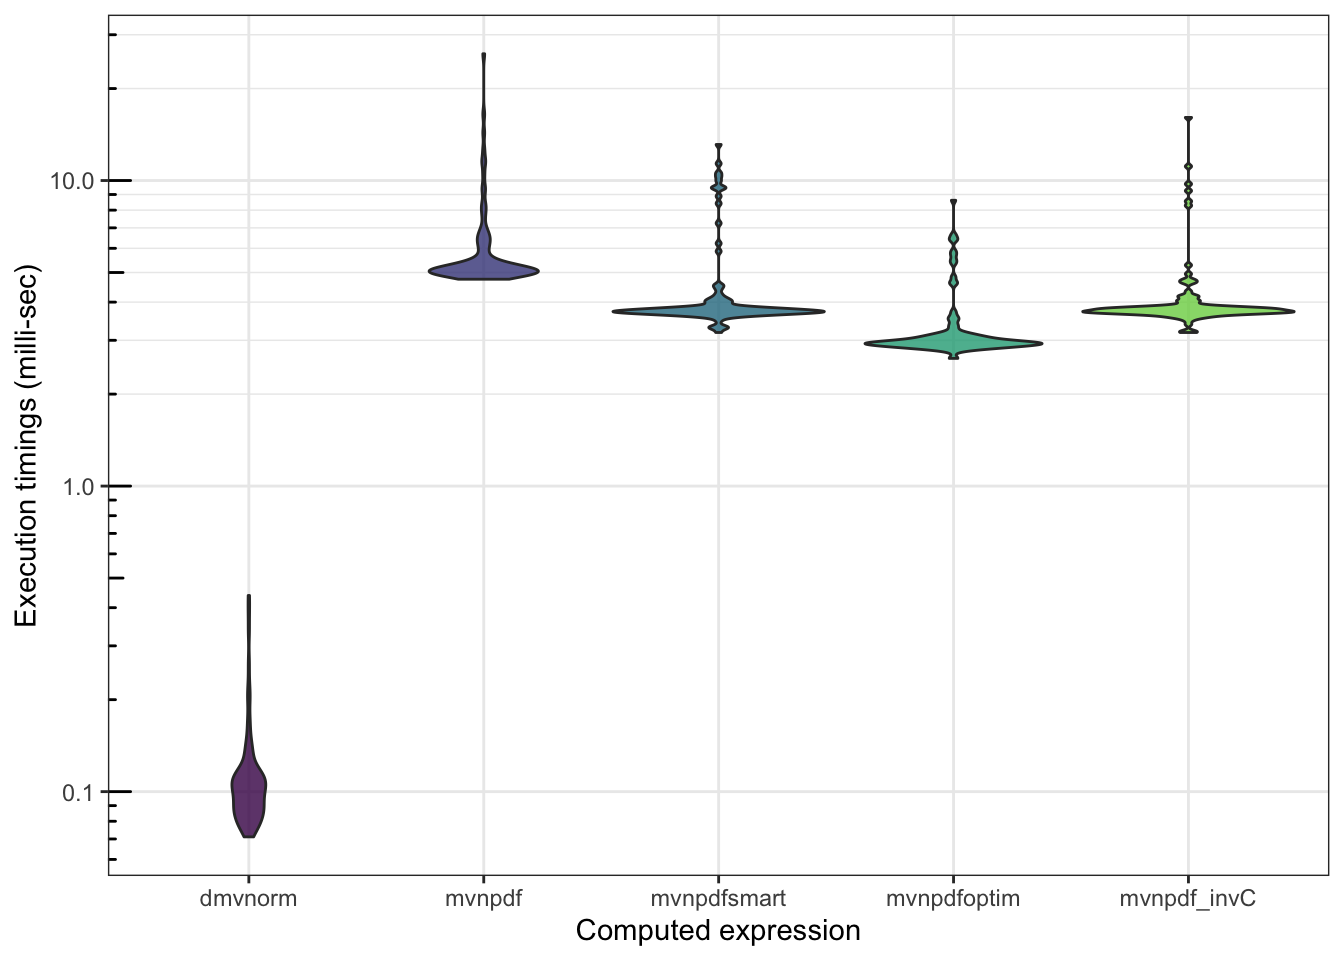 Execution timings (milli-sec)
10.0
1.0
0.1
dmvnorm
mvnpdf
mvnpdfsmart
mvnpdfoptim
mvnpdf_invC
Computed expression